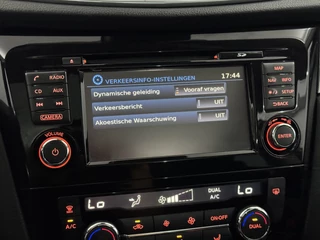 VERKEERSINFO-INSTELLINGEN 17:44
Dynamische geleiding Vooraf vragen
Verkeersbericht UIT
Akoestische Waarschuwing UIT
RADIO
CD AUX
CAMERA
VOLUME
MAP
NAV INFO
SETUP
BACK
ENTER
Lo
DUAL A/C
Lo
A/C
ON•OFF
DUAL